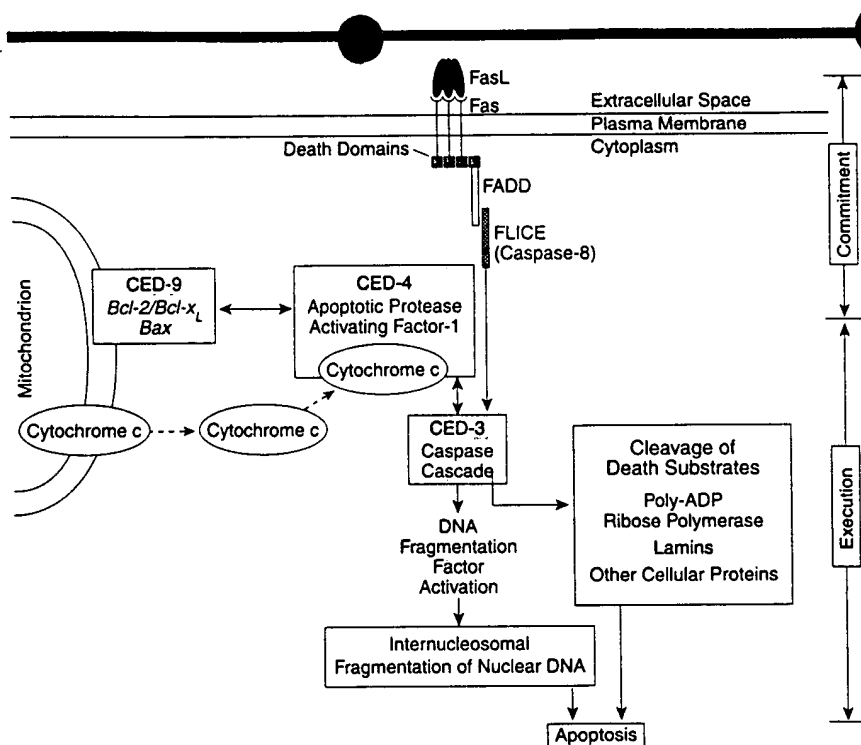 FasL
Fas
Extracellular Space
Plasma Membrane
Cytoplasm
Death Domains
FADD
FLICE
(Caspase-8)
Commitment
Mitochondrion
CED-9
Bcl-2/Bcl-xL
Bax
CED-4
Apoptotic Protease
Activating Factor-1
Cytochrome c
Cytochrome c
Cytochrome c
CED-3
Caspase
Cascade
Cleavage of
Death Substrates
Poly-ADP
Ribose Polymerase
Lamins
Other Cellular Proteins
Execution
DNA
Fragmentation
Factor
Activation
Internucleosomal
Fragmentation of Nuclear DNA
Apoptosis